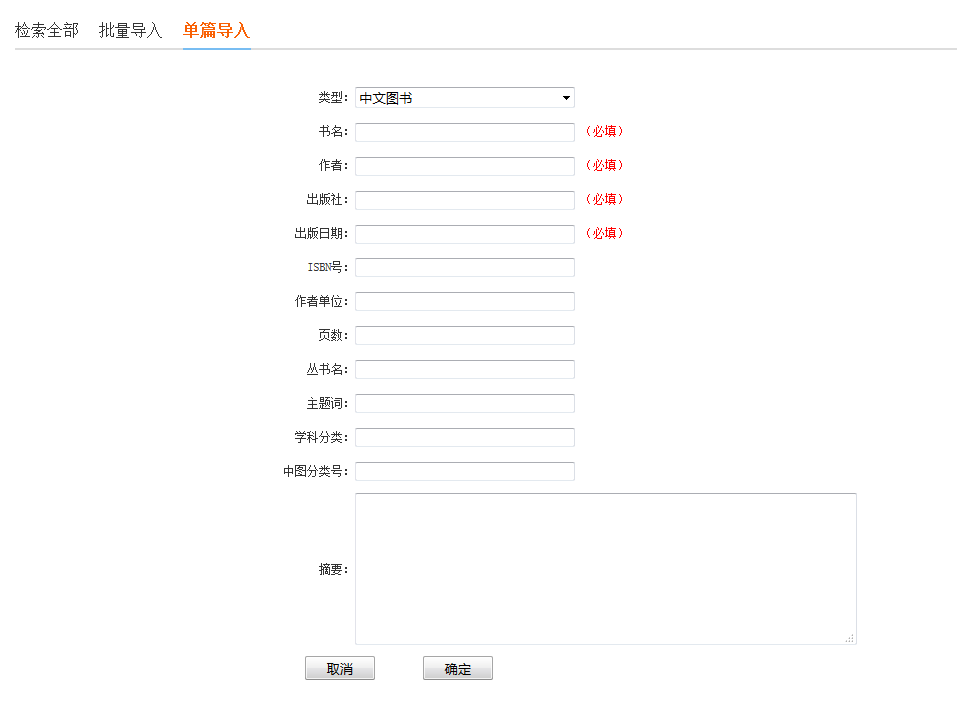 检索全部 批量导入 单篇导入
类型： 中文图书
书名： （必填）
作者： （必填）
出版社： （必填）
出版日期： （必填）
ISBN号：
作者单位：
页数：
丛书名：
主题词：
学科分类：
中图分类号：
摘要：
取消 确定